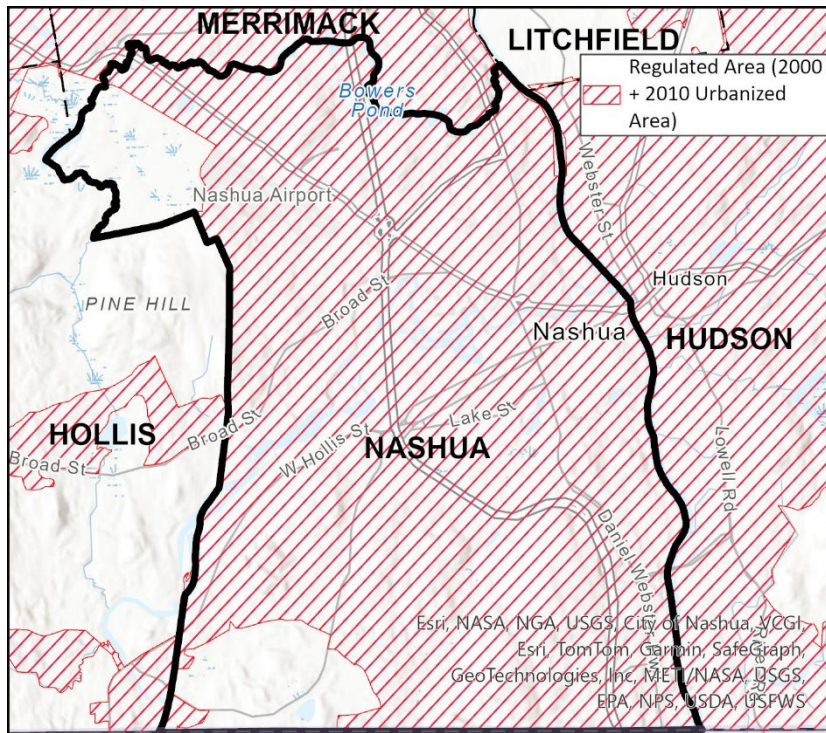 MERRIMACK
LITCHFIELD
Regulated Area (2000
+ 2010 Urbanized
Area)
Bowers
Pond
Webster St
Nashua Airport
Hudson
PINE HILL
Broad St
Nashua
HUDSON
HOLLIS
Broad St
Broad St
W Hollis St
Lake St
NASHUA
Lowell Rd
Daniel Webster
Esri, NASA, NGA, USGS, City of Nashua, VCGI,
Esri, TomTom, Garmin, SafeGraph,
GeoTechnologies, Inc, METI/NASA, USGS,
EPA, NPS, USDA, USFWS